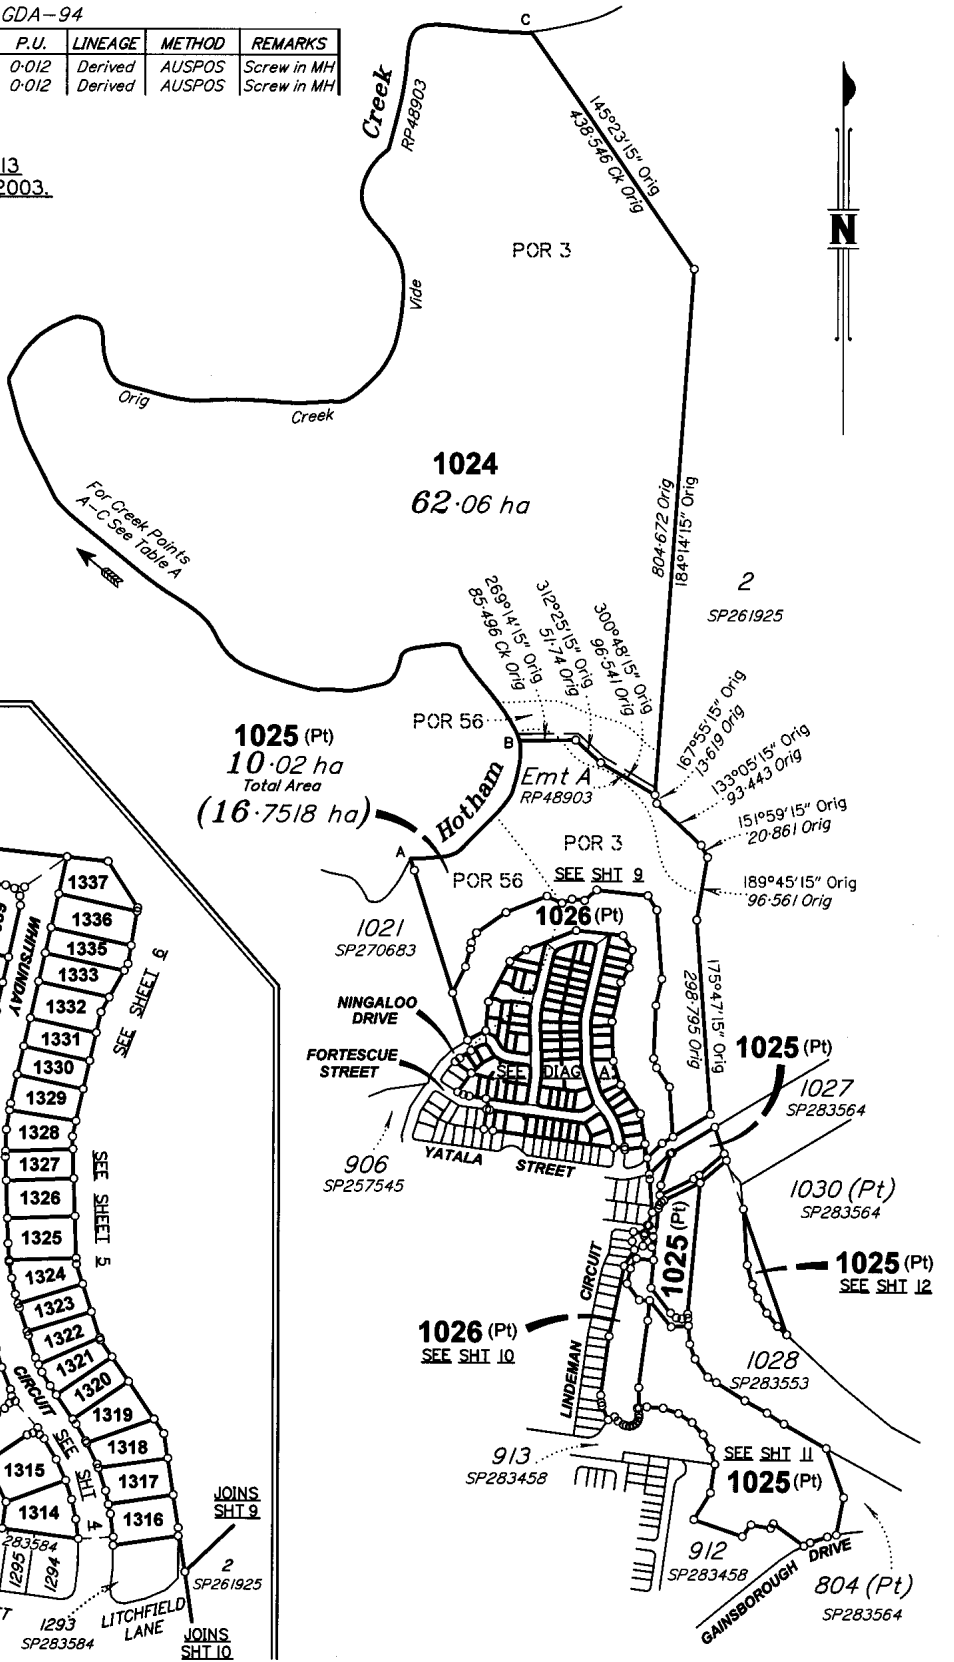 GDA-94
P.U. LINEAGE METHOD REMARKS
0·012 Derived AUSPOS Screw in MH
0·012 Derived AUSPOS Screw in MH
13
2003.
C
Creek
RP48903
145°23'15" Orig
438·546 Ck Orig
N
POR 3
Vide
Orig
Creek
1024
62·06 ha
For Creek Points
A-C See Table A
804·672 Orig
184°14'15" Orig
2
SP261925
269°14'15" Orig
85·496 Ck Orig
312°25'15" Orig
51·74 Orig
300°48'15" Orig
96·541 Orig
167°55'15" Orig
13·619 Orig
133°05'15" Orig
93·443 Orig
151°59'15" Orig
20·861 Orig
189°45'15" Orig
96·561 Orig
175°47'15" Orig
298·795 Orig
1025 (Pt)
10·02 ha
Total Area
(16·7518 ha)
POR 56
B
Hotham
Emt A
RP48903
POR 3
A
POR 56
SEE SHT 9
1026 (Pt)
1021
SP270683
NINGALOO
DRIVE
FORTESCUE
STREET
SEE DIAG A
906
SP257545
YATALA STREET
1025 (Pt)
1027
SP283564
1030 (Pt)
SP283564
1025 (Pt)
1025 (Pt)
SEE SHT 12
1026 (Pt)
SEE SHT 10
LINDEMAN CIRCUIT
1028
SP283553
913
SP283458
SEE SHT 11
1025 (Pt)
912
SP283458
GAINSBOROUGH DRIVE
804 (Pt)
SP283564
WHITSUNDAY
1337
1336
1335
1333
1332
1331
1330
1329
1328
1327
1326
1325
1324
1323
1322
1321
1320
1319
1318
1317
1316
SEE SHEET 9
SEE SHEET 5
CIRCUIT
SEE SHT 4
1315
1314
283584
1295
1294
1293
SP283584
LITCHFIELD
LANE
JOINS
SHT 9
2
SP261925
JOINS
SHT 10